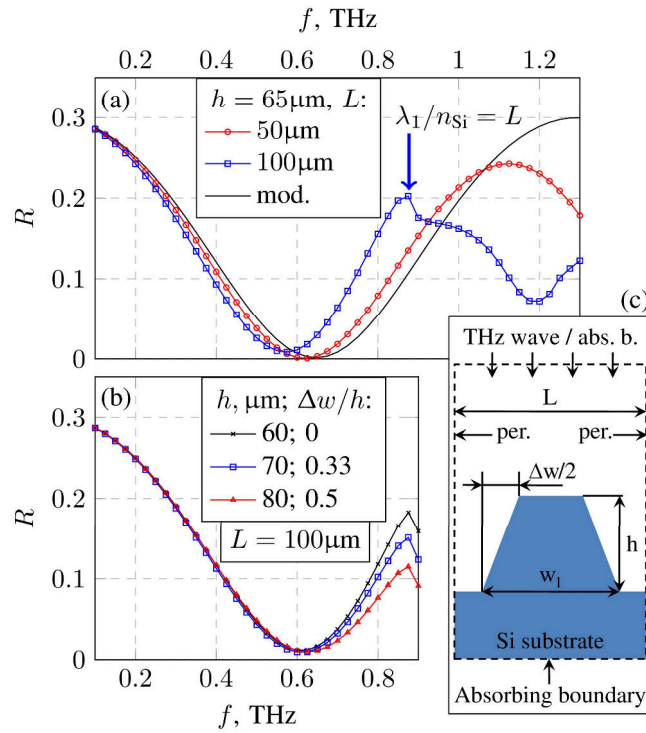 f, THz
0.2 0.4 0.6 0.8 1 1.2
(a)
h = 65μm, L:
50μm
100μm
mod.
λ₁/n_Si = L
0.3
0.2
0.1
0
R
(b)
h, μm; Δw/h:
60; 0
70; 0.33
80; 0.5
L = 100μm
0.3
0.2
0.1
0
R
0.2 0.4 0.6 0.8
f, THz
(c)
THz wave / abs. b.
L
per. per.
Δw/2
h
w₁
Si substrate
Absorbing boundary